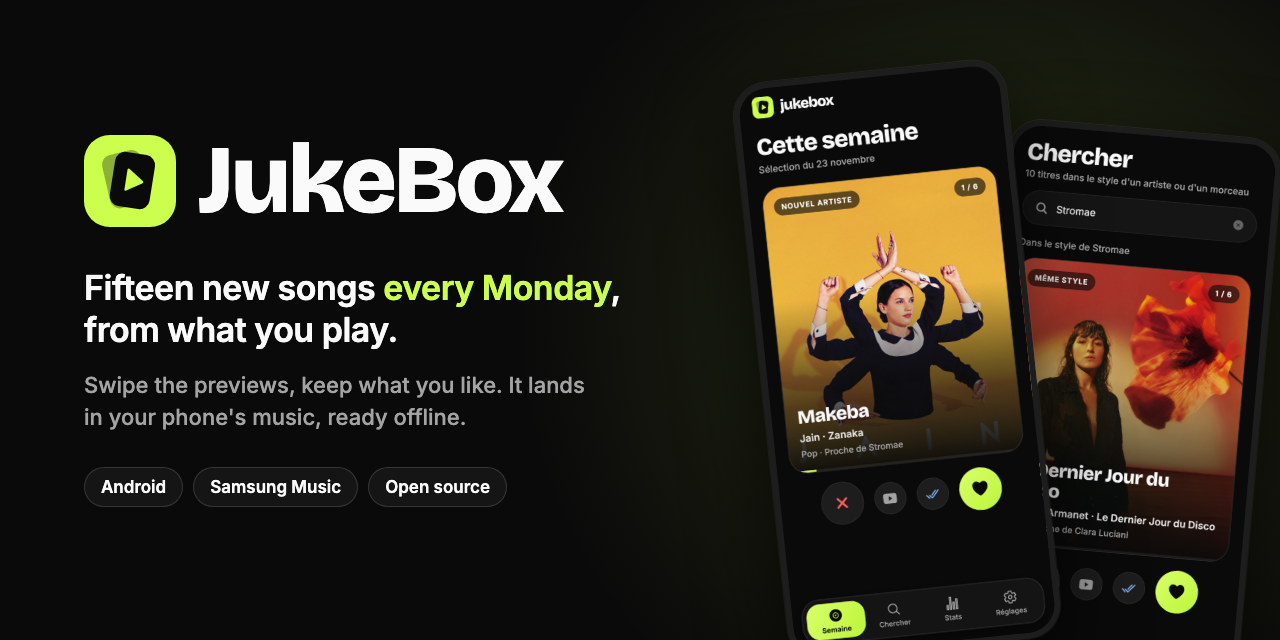 JukeBox
Fifteen new songs every Monday,
from what you play.
Swipe the previews, keep what you like. It lands
in your phone's music, ready offline.
Android
Samsung Music
Open source
jukebox
Cette semaine
Sélection du 23 novembre
NOUVEL ARTISTE
1 / 6
Makeba
Jain · Zanaka
Pop · Proche de Stromae
Semaine
Chercher
Stats
Réglages
Chercher
10 titres dans le style d'un artiste ou d'un morceau
Stromae
Dans le style de Stromae
MÊME STYLE
1 / 6
Dernier Jour du
Armanet · Le Dernier Jour du Disco
de Clara Luciani